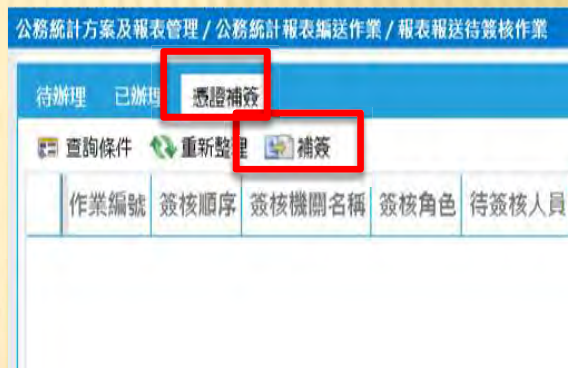 公務統計方案及報表管理 / 公務統計報表編送作業 / 報表報送待簽核作業
待辦理 已辦理 憑證補簽
查詢條件 重新整理 補簽
作業編號 簽核順序 簽核機關名稱 簽核角色 待簽核人員